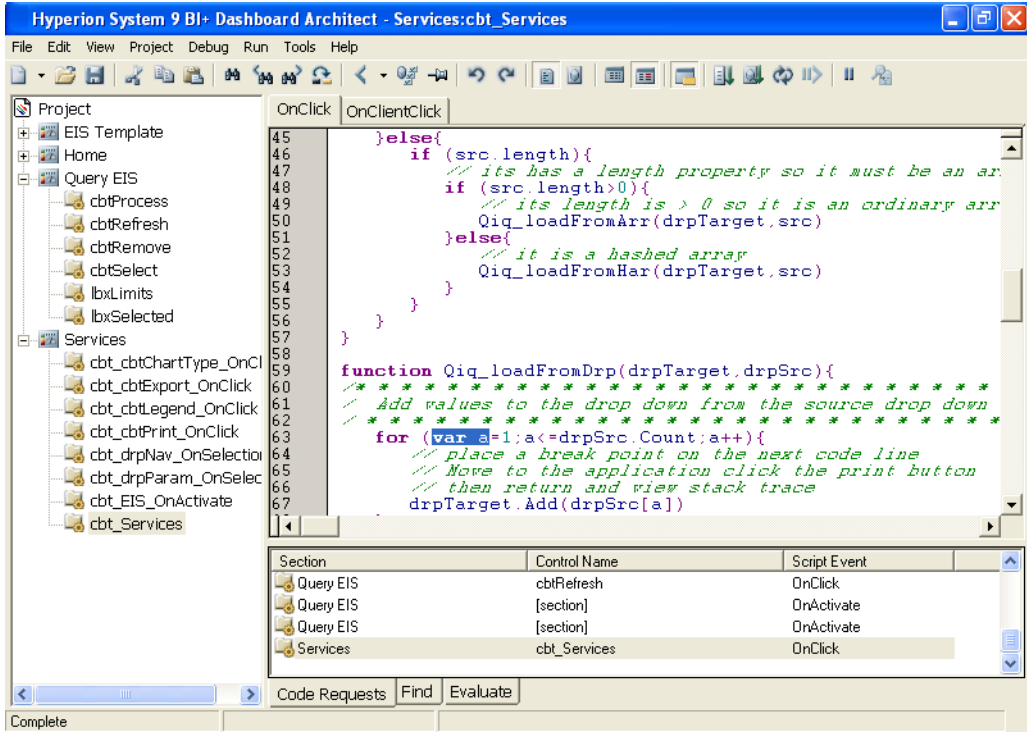 Hyperion System 9 BI+ Dashboard Architect - Services:cbt_Services
File Edit View Project Debug Run Tools Help
Project
EIS Template
Home
Query EIS
cbtProcess
cbtRefresh
cbtRemove
cbtSelect
lbxLimits
lbxSelected
Services
cbt_cbtChartType_OnCl
cbt_cbtExport_OnClick
cbt_cbtLegend_OnClick
cbt_cbtPrint_OnClick
cbt_drpNav_OnSelectio
cbt_drpParam_OnSelec
cbt_EIS_OnActivate
cbt_Services
OnClick OnClientClick
45 }else{
46 if (src.length){
47 // its has a length property so it must be an ar
48 if (src.length>0){
49 // its length is > 0 so it is an ordinary arr
50 Qiq_loadFromArr(drpTarget,src)
51 }else{
52 // it is a hashed array
53 Qiq_loadFromHar(drpTarget,src)
54 }
55 }
56 }
57 }
58
59 function Qiq_loadFromDrp(drpTarget,drpSrc){
60 /* * * * * * * * * * * * * * * * * * * * * * *
61 / Add values to the drop down from the source drop down
62 / * * * * * * * * * * * * * * * * * * * * * *
63 for (var a=1;a<=drpSrc.Count;a++){
64 // place a break point on the next code line
65 // Move to the application click the print button
66 // then return and view stack trace
67 drpTarget.Add(drpSrc[a])
Section Control Name Script Event
Query EIS cbtRefresh OnClick
Query EIS [section] OnActivate
Query EIS [section] OnActivate
Services cbt_Services OnClick
Code Requests Find Evaluate
Complete